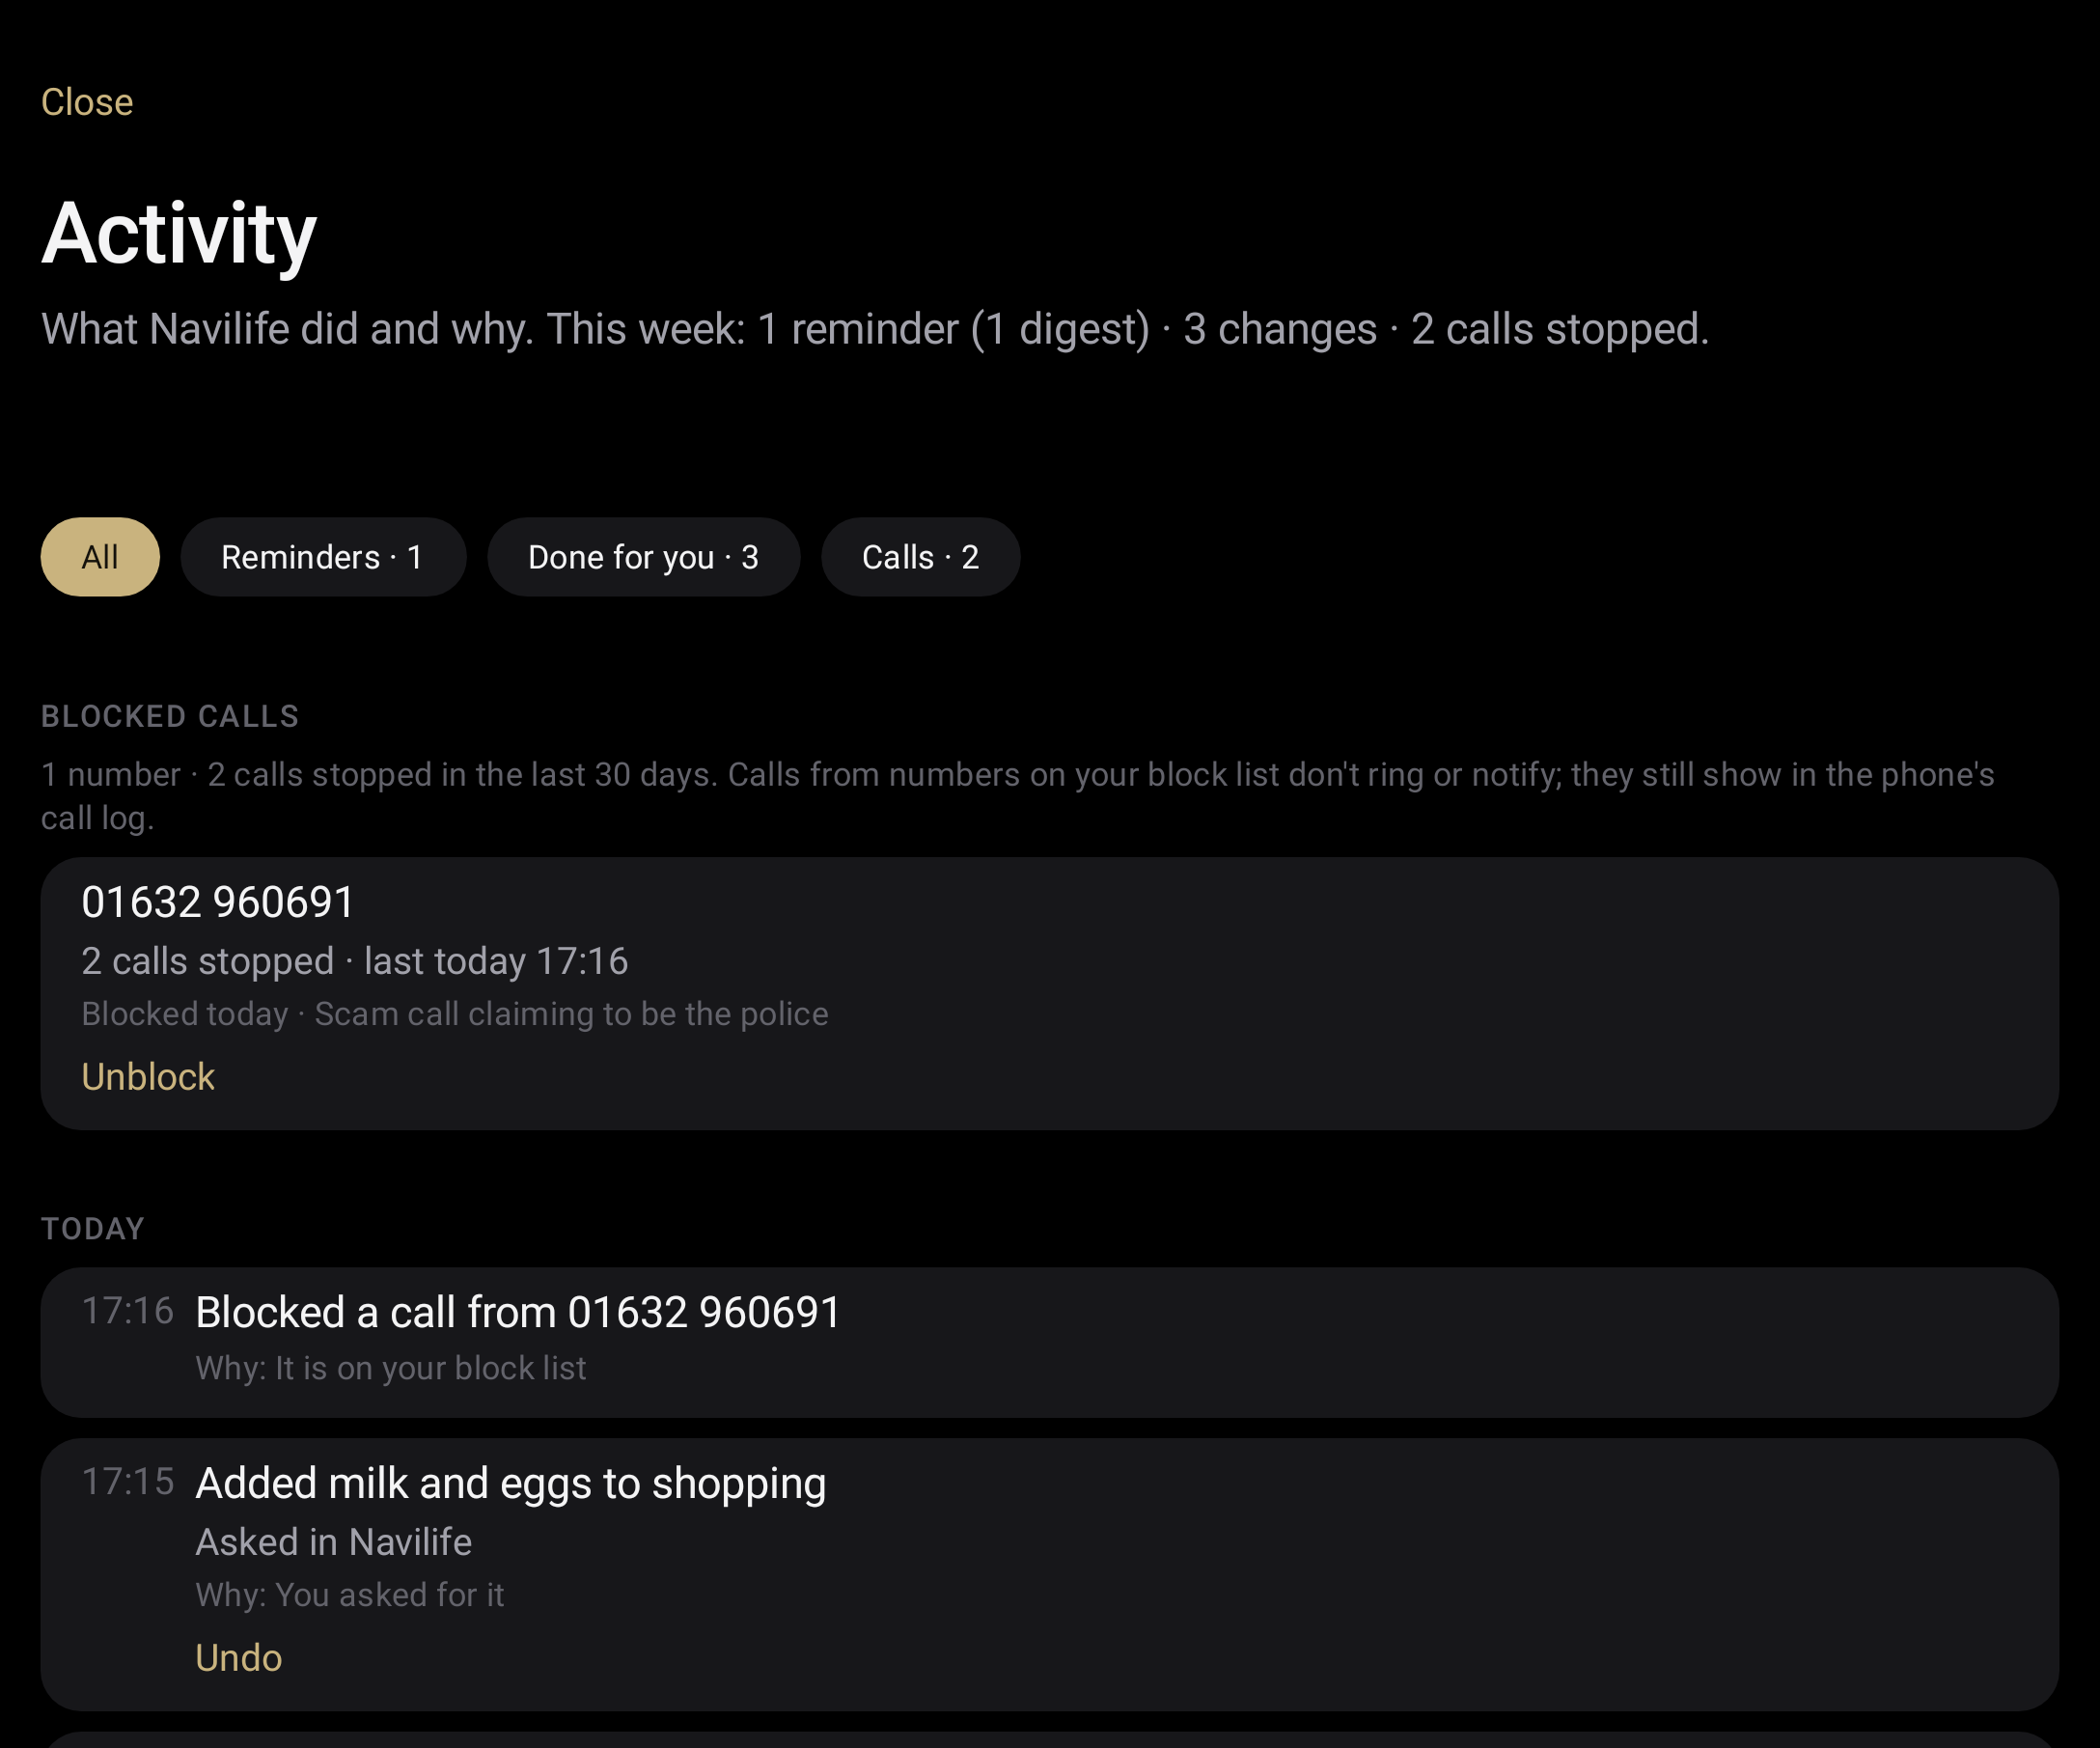 Close
Activity
What Navilife did and why. This week: 1 reminder (1 digest) · 3 changes · 2 calls stopped.
All
Reminders · 1
Done for you · 3
Calls · 2
BLOCKED CALLS
1 number · 2 calls stopped in the last 30 days. Calls from numbers on your block list don't ring or notify; they still show in the phone's
call log.
01632 960691
2 calls stopped · last today 17:16
Blocked today · Scam call claiming to be the police
Unblock
TODAY
17:16 Blocked a call from 01632 960691
Why: It is on your block list
17:15 Added milk and eggs to shopping
Asked in Navilife
Why: You asked for it
Undo